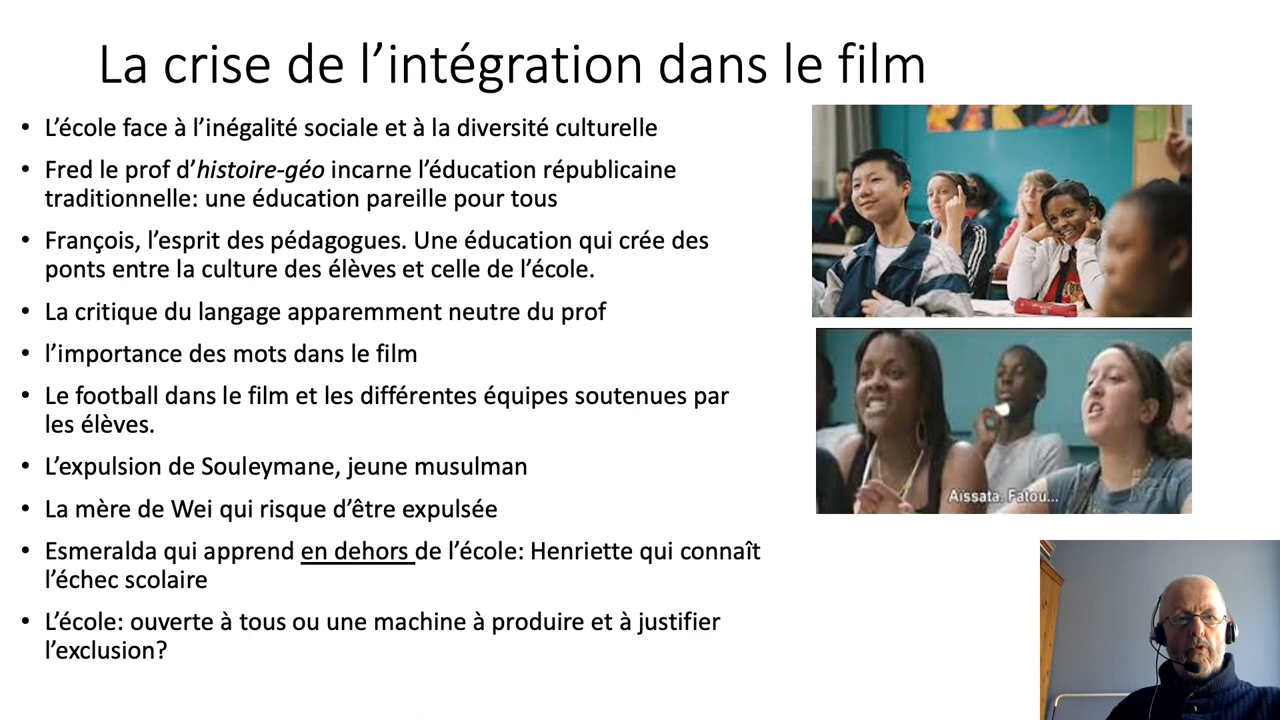 La crise de l’intégration dans le film
• L’école face à l’inégalité sociale et à la diversité culturelle
• Fred le prof d’histoire-géo incarne l’éducation républicaine
traditionnelle: une éducation pareille pour tous
• François, l’esprit des pédagogues. Une éducation qui crée des
ponts entre la culture des élèves et celle de l’école.
• La critique du langage apparemment neutre du prof
• l’importance des mots dans le film
• Le football dans le film et les différentes équipes soutenues par
les élèves.
• L’expulsion de Souleymane, jeune musulman
• La mère de Wei qui risque d’être expulsée
• Esmeralda qui apprend en dehors de l’école: Henriette qui connaît
l’échec scolaire
• L’école: ouverte à tous ou une machine à produire et à justifier
l’exclusion?
Aïssata. Fatou...